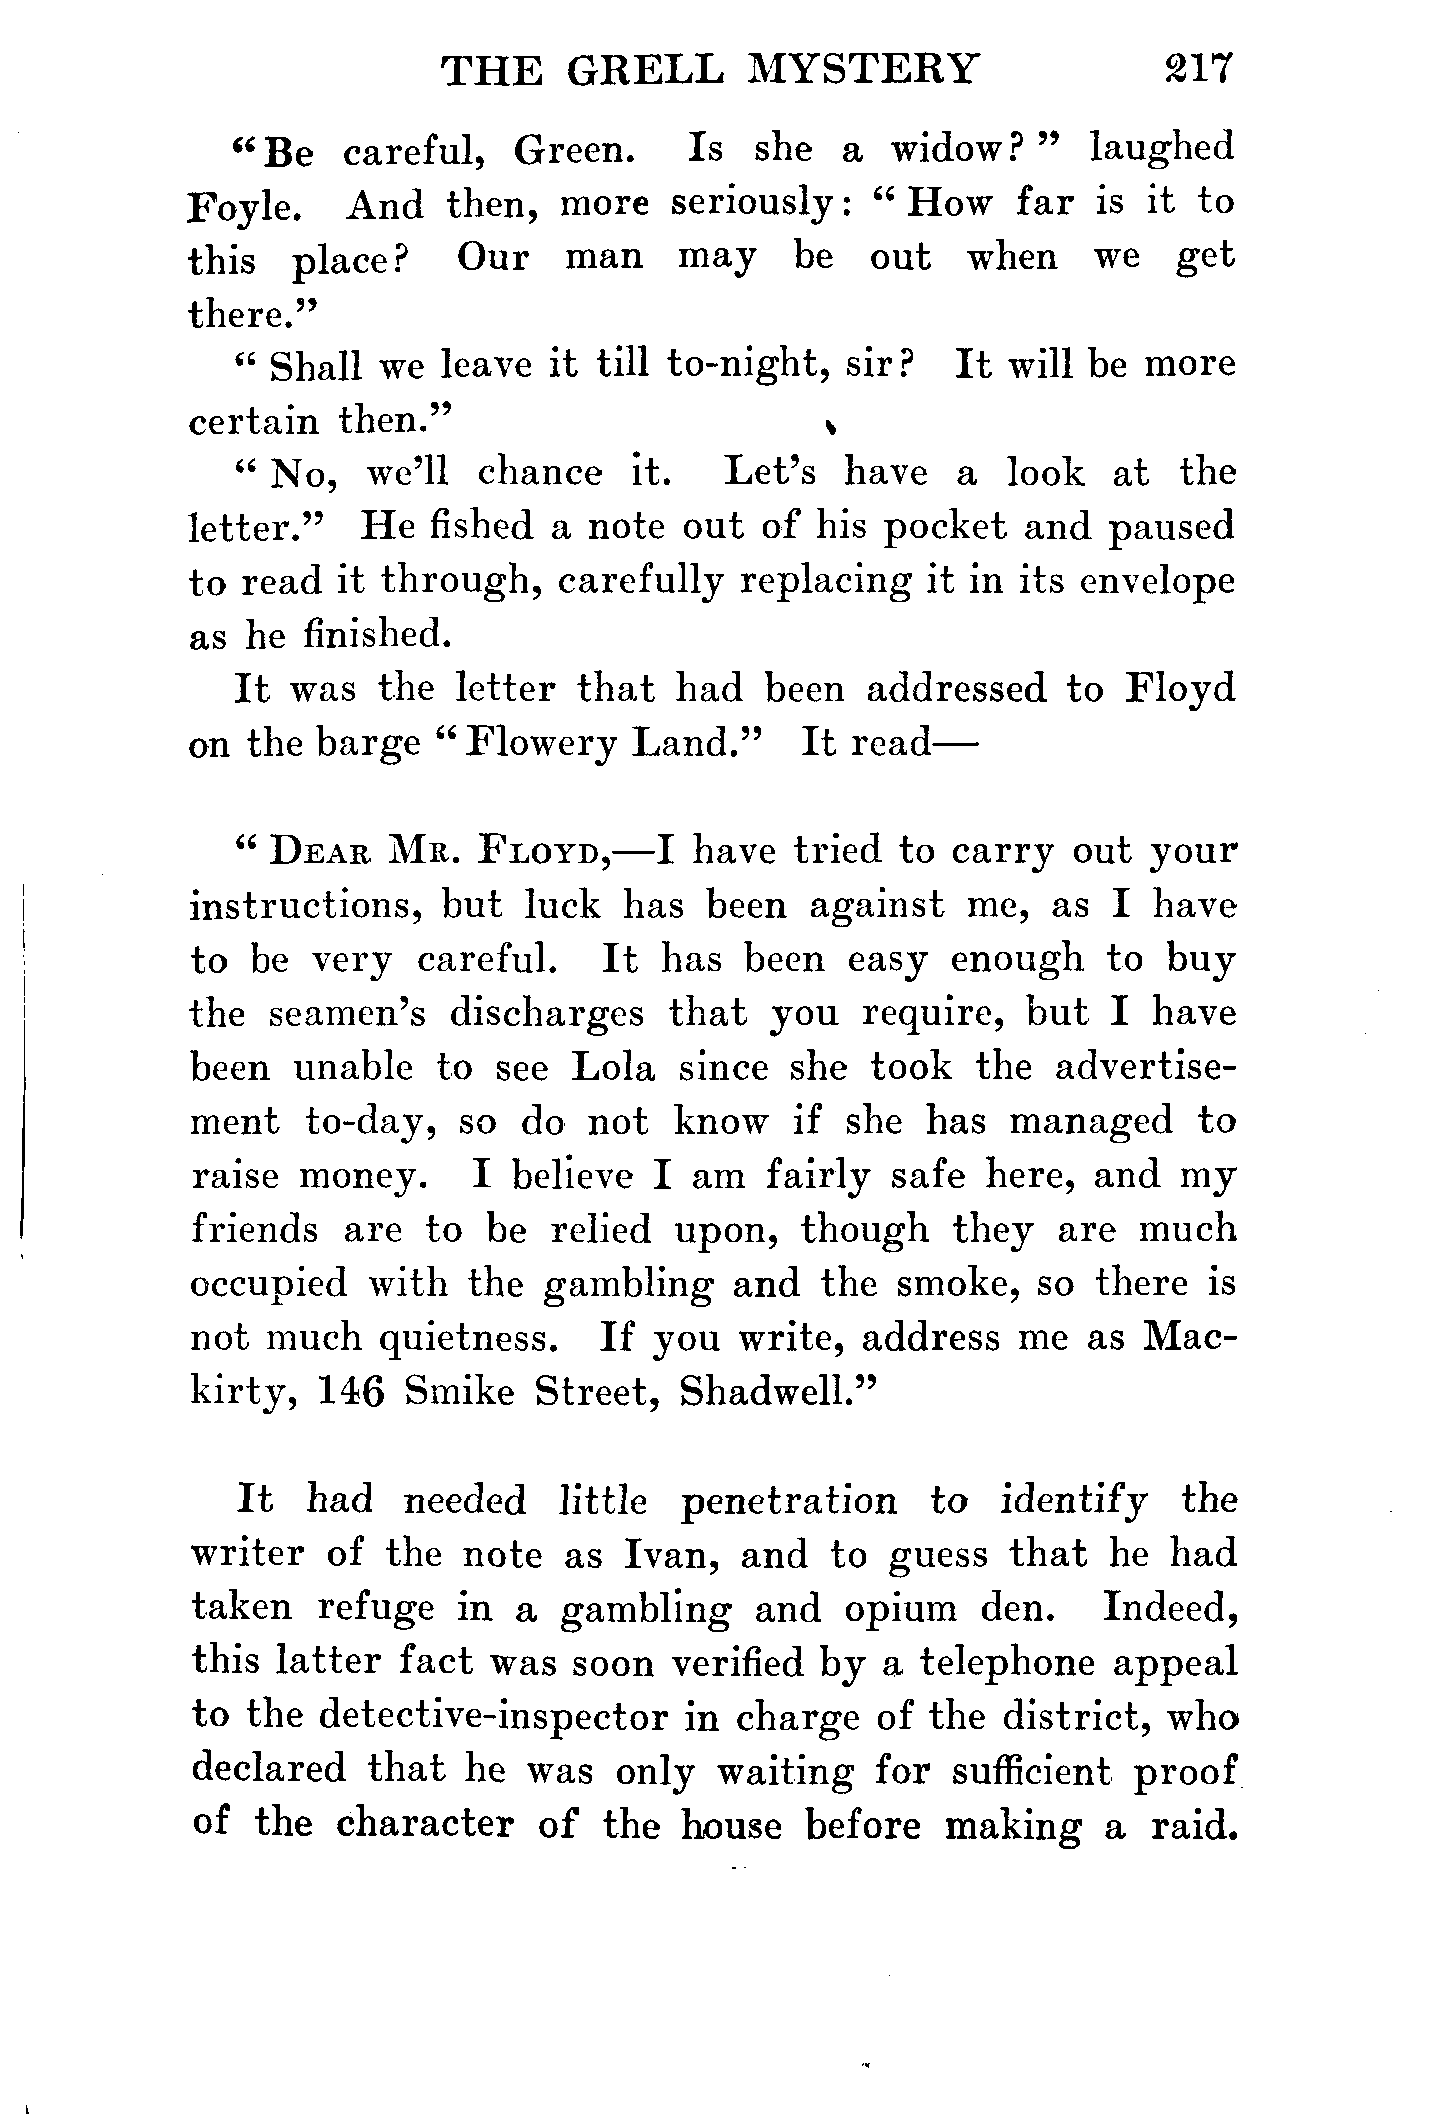 THE GRELL MYSTERY 217
“Be careful, Green. Is she a widow?” laughed
Foyle. And then, more seriously: “How far is it to
this place? Our man may be out when we get
there.”
“Shall we leave it till to-night, sir? It will be more
certain then.”
“No, we’ll chance it. Let’s have a look at the
letter.” He fished a note out of his pocket and paused
to read it through, carefully replacing it in its envelope
as he finished.
It was the letter that had been addressed to Floyd
on the barge “Flowery Land.” It read—
“DEAR MR. FLOYD,—I have tried to carry out your
instructions, but luck has been against me, as I have
to be very careful. It has been easy enough to buy
the seamen’s discharges that you require, but I have
been unable to see Lola since she took the advertise-
ment to-day, so do not know if she has managed to
raise money. I believe I am fairly safe here, and my
friends are to be relied upon, though they are much
occupied with the gambling and the smoke, so there is
not much quietness. If you write, address me as Mac-
kirty, 146 Smike Street, Shadwell.”
It had needed little penetration to identify the
writer of the note as Ivan, and to guess that he had
taken refuge in a gambling and opium den. Indeed,
this latter fact was soon verified by a telephone appeal
to the detective-inspector in charge of the district, who
declared that he was only waiting for sufficient proof
of the character of the house before making a raid.